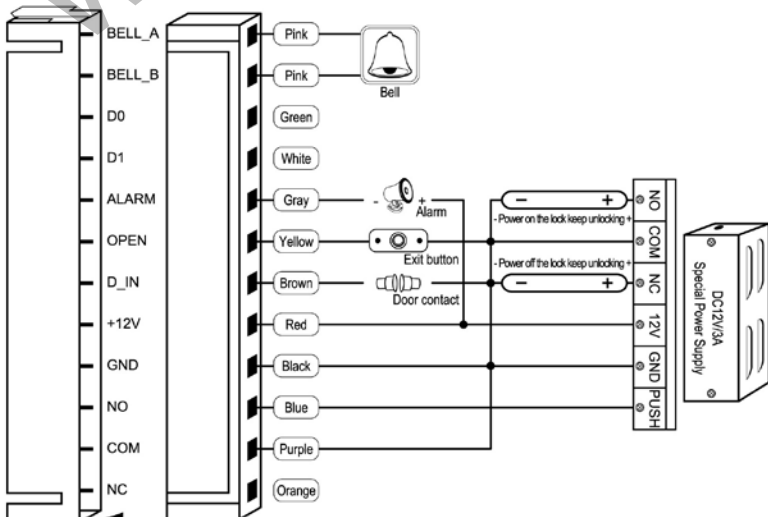 BELL_A
Pink
BELL_B
Pink
Bell
D0
Green
D1
White
ALARM
Gray
- +
Alarm
- +
NO
- Power on the lock keep unlocking +
OPEN
Yellow
Exit button
COM
- Power off the lock keep unlocking +
D_IN
Brown
Door contact
- +
NC
+12V
Red
12V
GND
Black
GND
NO
Blue
PUSH
COM
Purple
NC
Orange
DC12V/3A
Special Power Supply